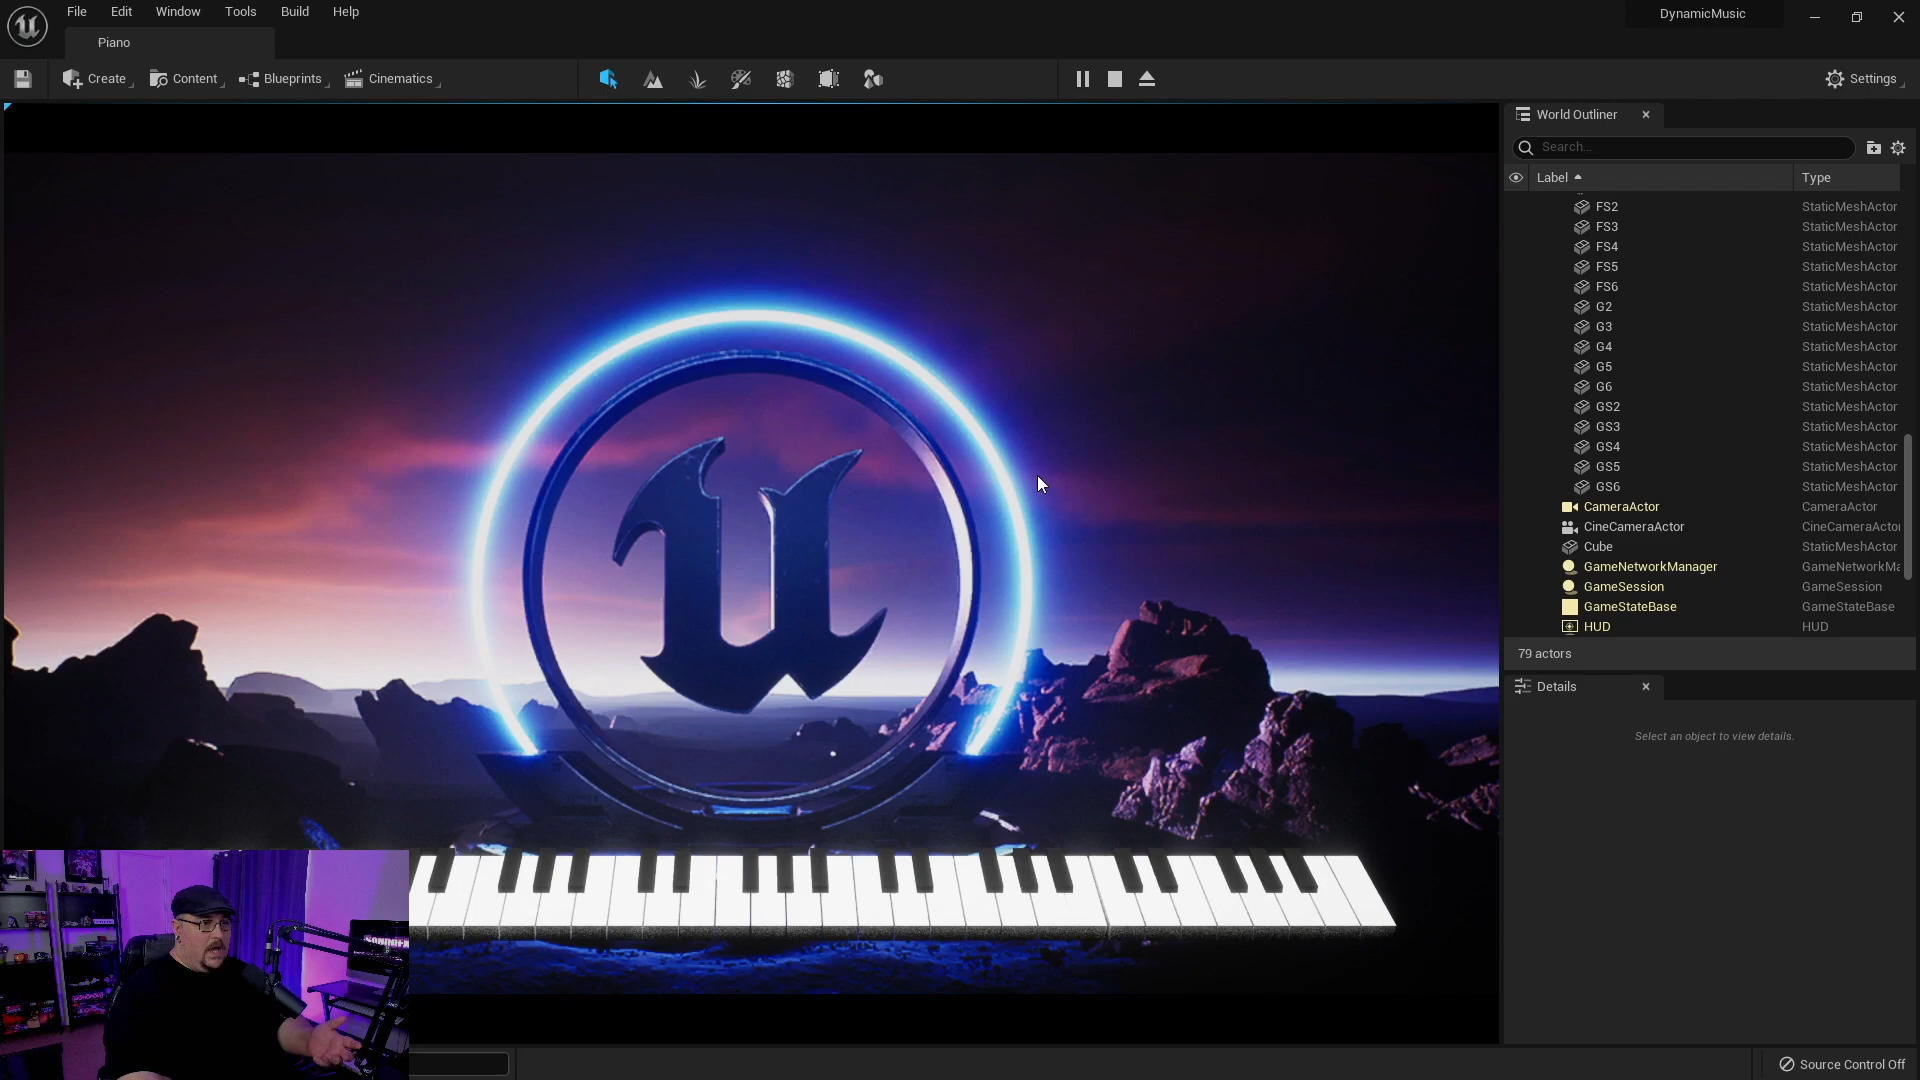 File Edit Window Tools Build Help
DynamicMusic
Piano
Create Content Blueprints Cinematics Settings
World Outliner
Search...
Label Type
FS2 StaticMeshActor
FS3 StaticMeshActor
FS4 StaticMeshActor
FS5 StaticMeshActor
FS6 StaticMeshActor
G2 StaticMeshActor
G3 StaticMeshActor
G4 StaticMeshActor
G5 StaticMeshActor
G6 StaticMeshActor
GS2 StaticMeshActor
GS3 StaticMeshActor
GS4 StaticMeshActor
GS5 StaticMeshActor
GS6 StaticMeshActor
CameraActor CameraActor
CineCameraActor CineCameraActo
Cube StaticMeshActor
GameNetworkManager GameNetworkMa
GameSession GameSession
GameStateBase GameStateBase
HUD HUD
79 actors
Details
Select an object to view details.
Source Control Off